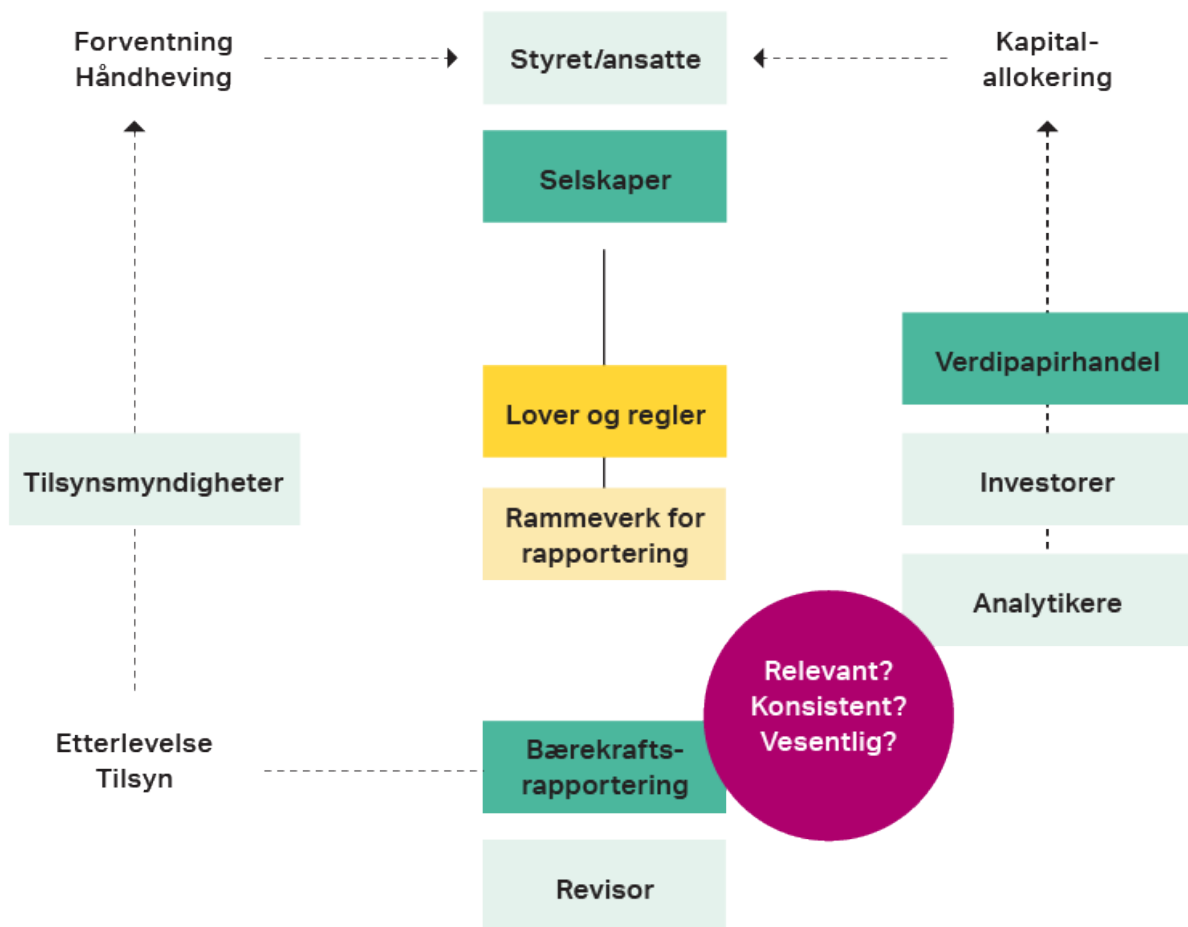 Forventning
Håndheving
Styret/ansatte
Kapital-
allokering
Selskaper
Verdipapirhandel
Lover og regler
Tilsynsmyndigheter
Investorer
Rammeverk for
rapportering
Analytikere
Relevant?
Konsistent?
Vesentlig?
Etterlevelse
Tilsyn
Bærekrafts-
rapportering
Revisor